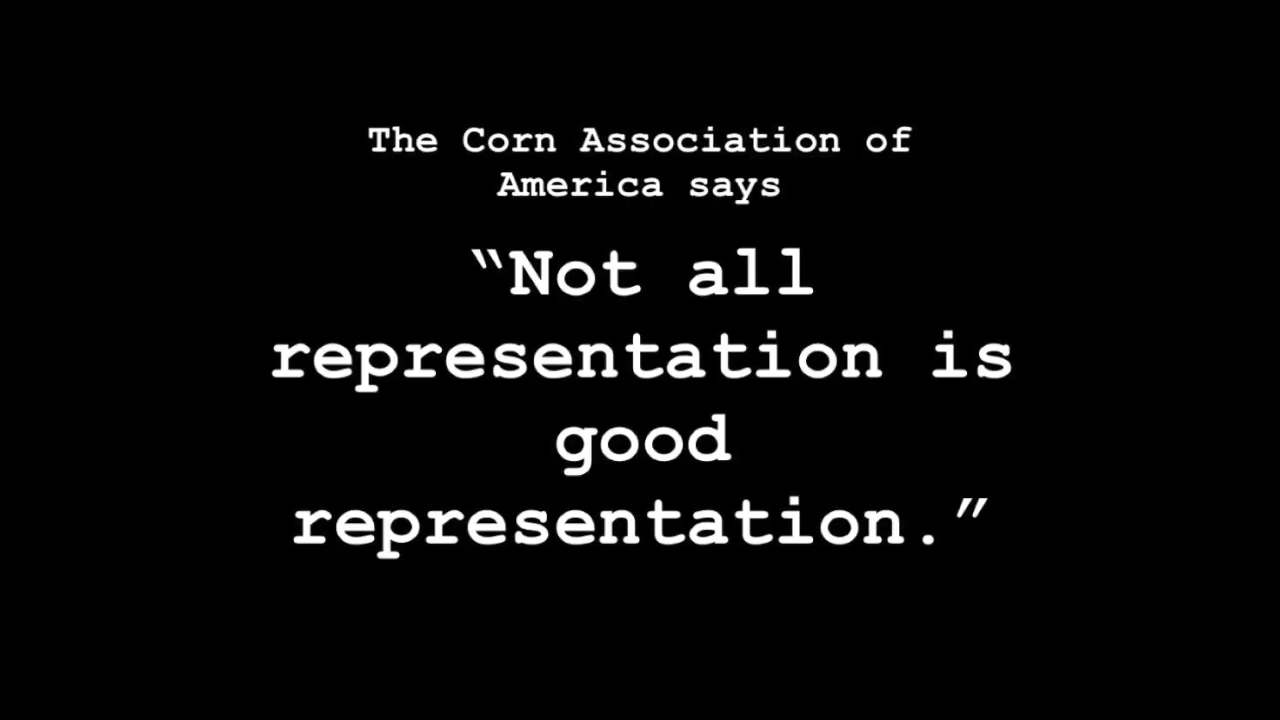 The Corn Association of
America says
“Not all
representation is
good
representation.”